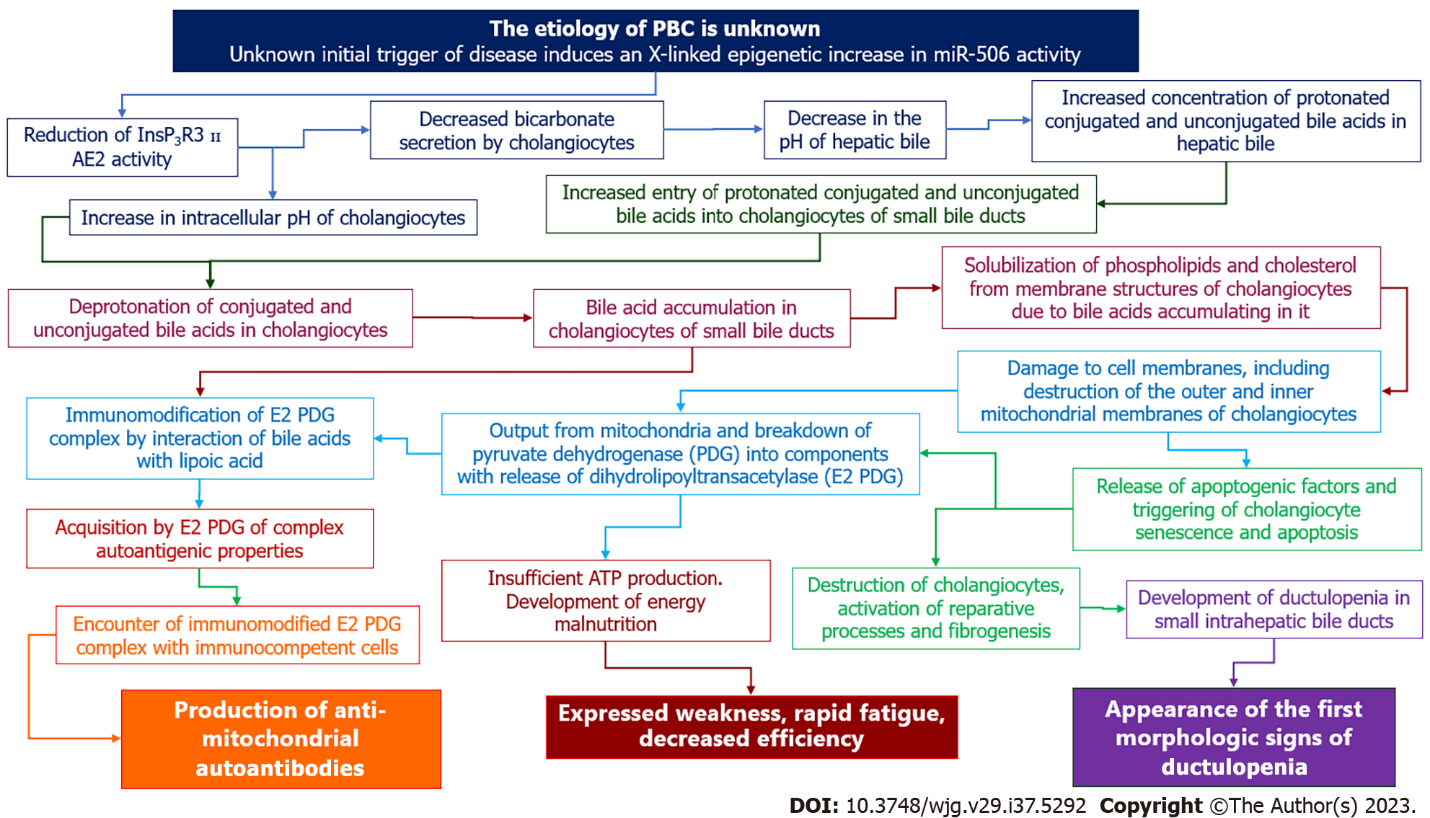 The etiology of PBC is unknown
Unknown initial trigger of disease induces an X-linked epigenetic increase in miR-506 activity
Reduction of InsP₃R3 и
AE2 activity
Decreased bicarbonate
secretion by cholangiocytes
Decrease in the
pH of hepatic bile
Increased concentration of protonated
conjugated and unconjugated bile acids in
hepatic bile
Increase in intracellular pH of cholangiocytes
Increased entry of protonated conjugated and unconjugated
bile acids into cholangiocytes of small bile ducts
Deprotonation of conjugated and
unconjugated bile acids in cholangiocytes
Bile acid accumulation in
cholangiocytes of small bile ducts
Solubilization of phospholipids and cholesterol
from membrane structures of cholangiocytes
due to bile acids accumulating in it
Damage to cell membranes, including
destruction of the outer and inner
mitochondrial membranes of cholangiocytes
Immunomodification of E2 PDG
complex by interaction of bile acids
with lipoic acid
Output from mitochondria and breakdown of
pyruvate dehydrogenase (PDG) into components
with release of dihydrolipoyltransacetylase (E2 PDG)
Release of apoptogenic factors and
triggering of cholangiocyte
senescence and apoptosis
Acquisition by E2 PDG of complex
autoantigenic properties
Insufficient ATP production.
Development of energy
malnutrition
Destruction of cholangiocytes,
activation of reparative
processes and fibrogenesis
Development of ductulopenia in
small intrahepatic bile ducts
Encounter of immunomodified E2 PDG
complex with immunocompetent cells
Production of anti-
mitochondrial
autoantibodies
Expressed weakness, rapid fatigue,
decreased efficiency
Appearance of the first
morphologic signs of
ductulopenia
DOI: 10.3748/wjg.v29.i37.5292 Copyright ©The Author(s) 2023.